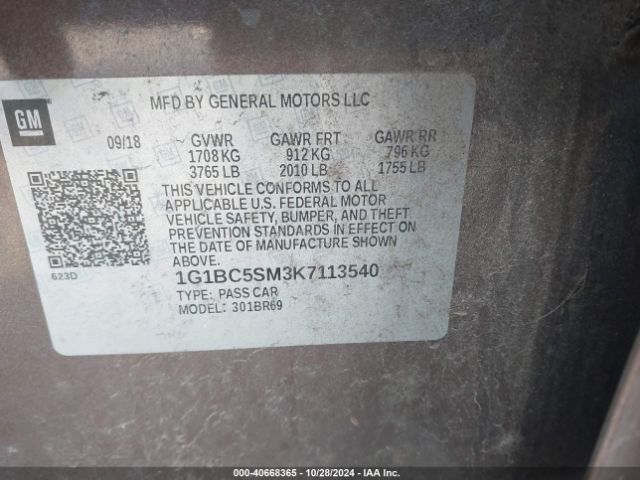 GM
MFD BY GENERAL MOTORS LLC
09/18 GVWR GAWR FRT GAWR RR
1708 KG 912 KG 796 KG
3765 LB 2010 LB 1755 LB
THIS VEHICLE CONFORMS TO ALL
APPLICABLE U.S. FEDERAL MOTOR
VEHICLE SAFETY, BUMPER, AND THEFT
PREVENTION STANDARDS IN EFFECT ON
THE DATE OF MANUFACTURE SHOWN
ABOVE.
623D
1G1BC5SM3K7113540
TYPE: PASS CAR
MODEL: 301BR69
000-40668365 | 10/28/2024 | IAA Inc.